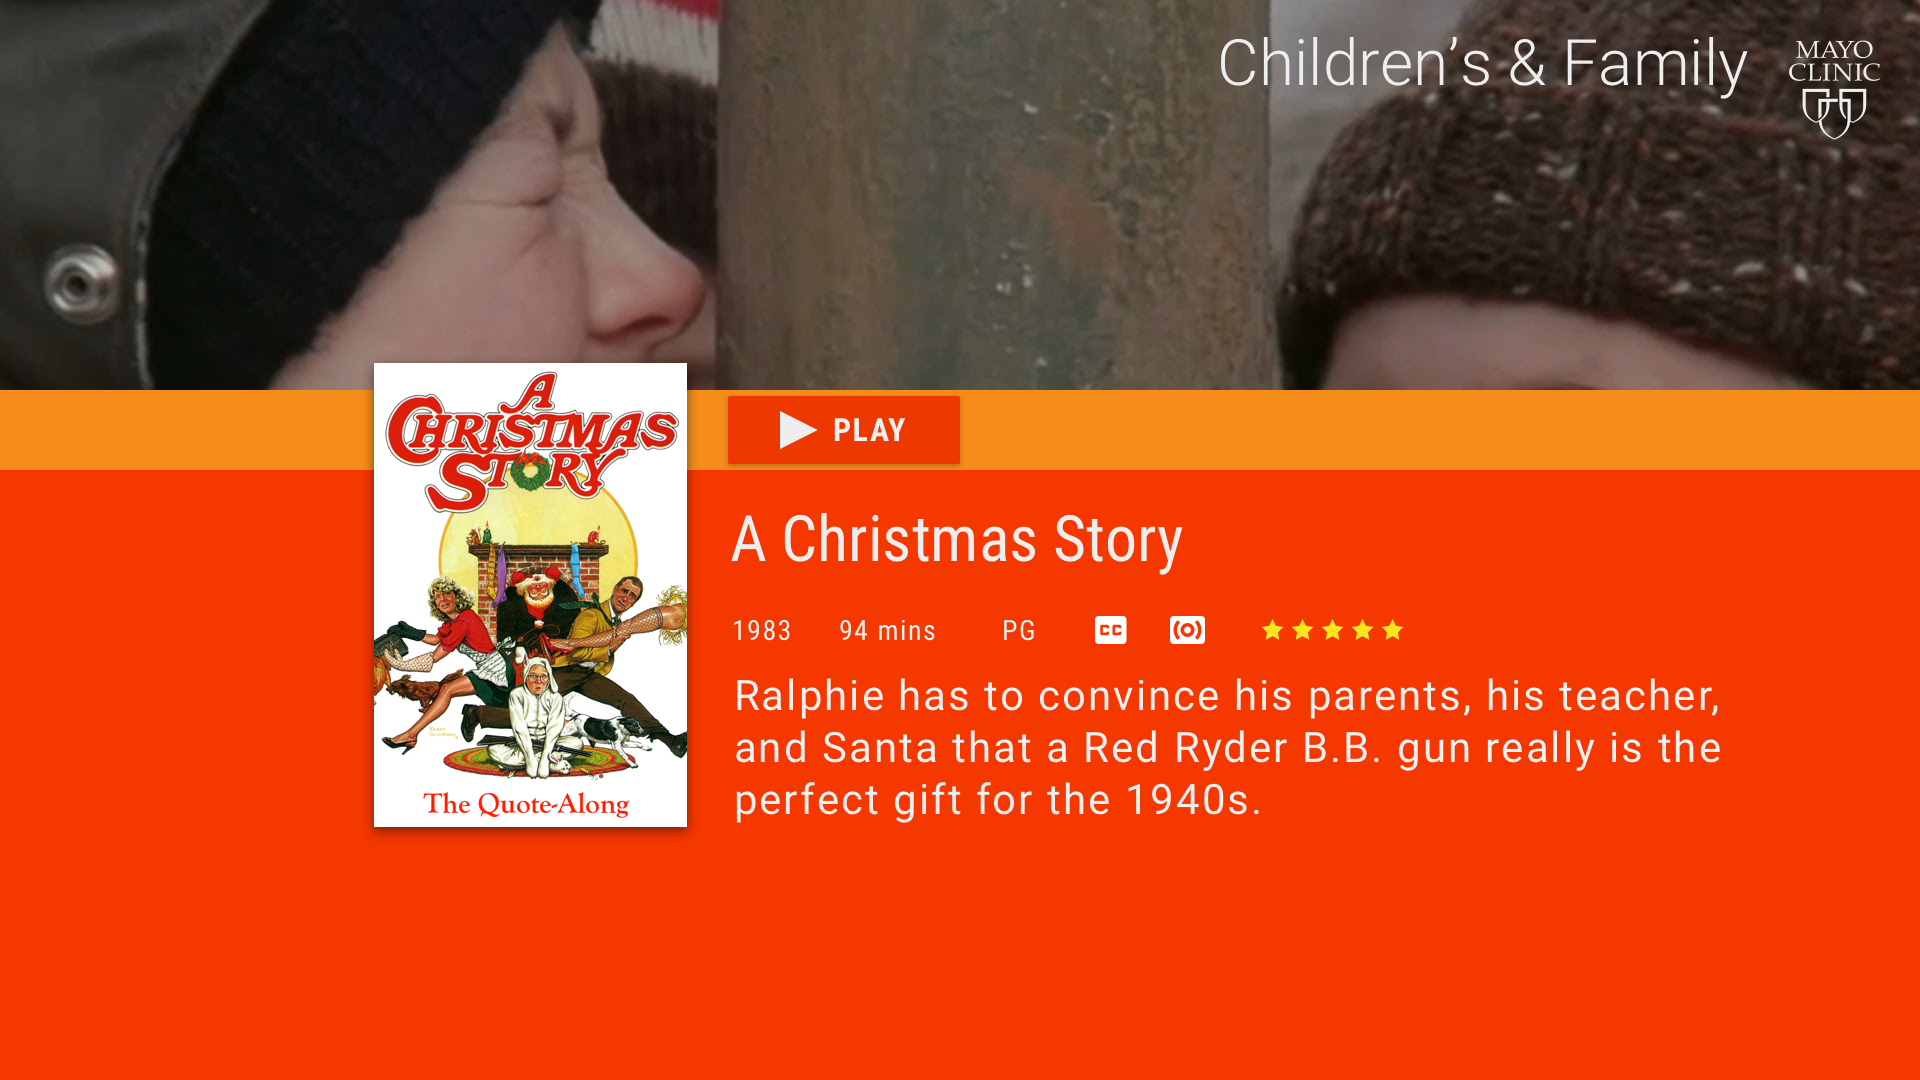 Children’s & Family
MAYO
CLINIC
A
CHRISTMAS
STORY
The Quote-Along
PLAY
A Christmas Story
1983 94 mins PG CC
Ralphie has to convince his parents, his teacher,
and Santa that a Red Ryder B.B. gun really is the
perfect gift for the 1940s.